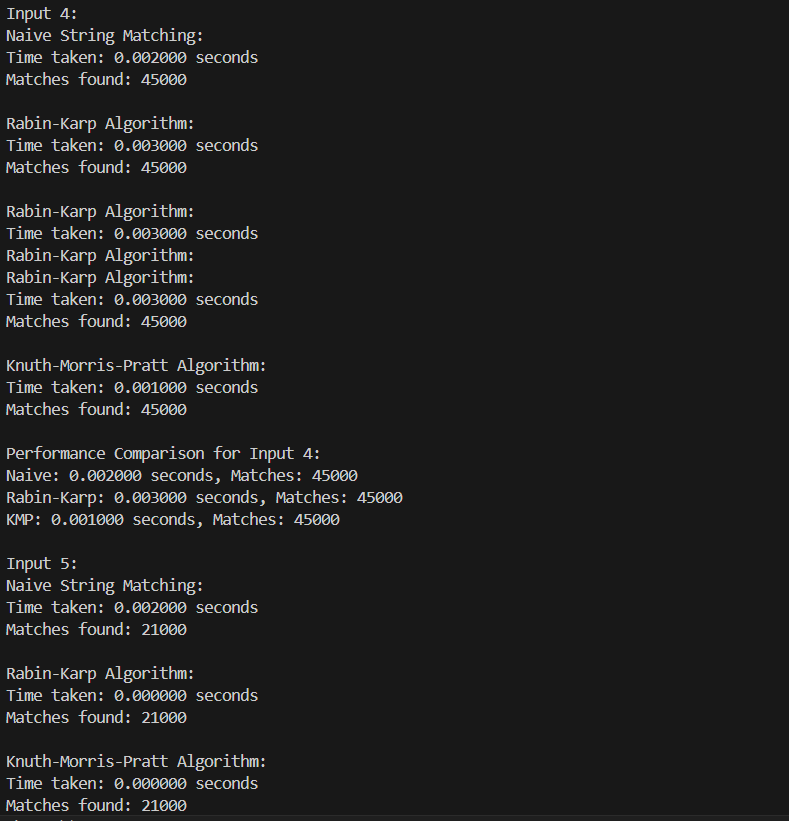 Input 4:
Naive String Matching:
Time taken: 0.002000 seconds
Matches found: 45000

Rabin-Karp Algorithm:
Time taken: 0.003000 seconds
Matches found: 45000

Rabin-Karp Algorithm:
Time taken: 0.003000 seconds
Rabin-Karp Algorithm:
Rabin-Karp Algorithm:
Time taken: 0.003000 seconds
Matches found: 45000

Knuth-Morris-Pratt Algorithm:
Time taken: 0.001000 seconds
Matches found: 45000

Performance Comparison for Input 4:
Naive: 0.002000 seconds, Matches: 45000
Rabin-Karp: 0.003000 seconds, Matches: 45000
KMP: 0.001000 seconds, Matches: 45000

Input 5:
Naive String Matching:
Time taken: 0.002000 seconds
Matches found: 21000

Rabin-Karp Algorithm:
Time taken: 0.000000 seconds
Matches found: 21000

Knuth-Morris-Pratt Algorithm:
Time taken: 0.000000 seconds
Matches found: 21000